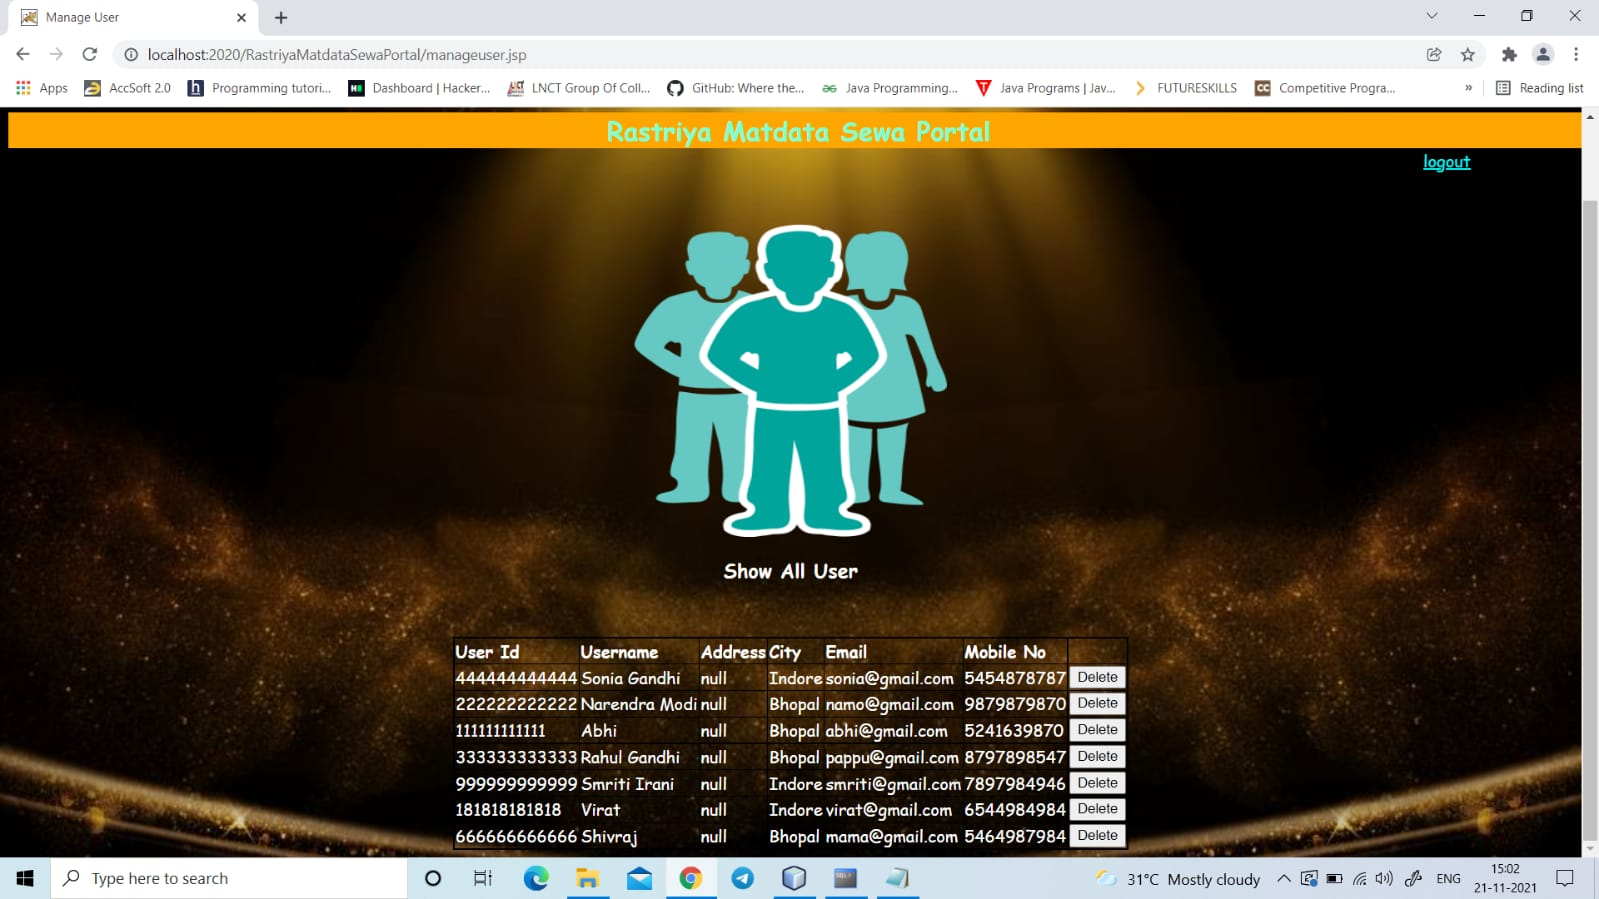 Manage User
localhost:2020/RastriyaMatdataSewaPortal/manageuser.jsp
Apps AccSoft 2.0 Programming tutori... Dashboard | Hacker... LNCT Group Of Coll... GitHub: Where the... Java Programming... Java Programs | Jav... FUTURESKILLS Competitive Progra... » Reading list
Rastriya Matdata Sewa Portal
logout
Show All User
User Id Username Address City Email Mobile No
444444444444 Sonia Gandhi null Indore sonia@gmail.com 5454878787 Delete
222222222222 Narendra Modi null Bhopal namo@gmail.com 9879879870 Delete
111111111111 Abhi null Bhopal abhi@gmail.com 5241639870 Delete
333333333333 Rahul Gandhi null Bhopal pappu@gmail.com 8797898547 Delete
999999999999 Smriti Irani null Indore smriti@gmail.com 7897984946 Delete
181818181818 Virat null Indore virat@gmail.com 6544984984 Delete
666666666666 Shivraj null Bhopal mama@gmail.com 5464987984 Delete
Type here to search
31°C Mostly cloudy
ENG
15:02
21-11-2021